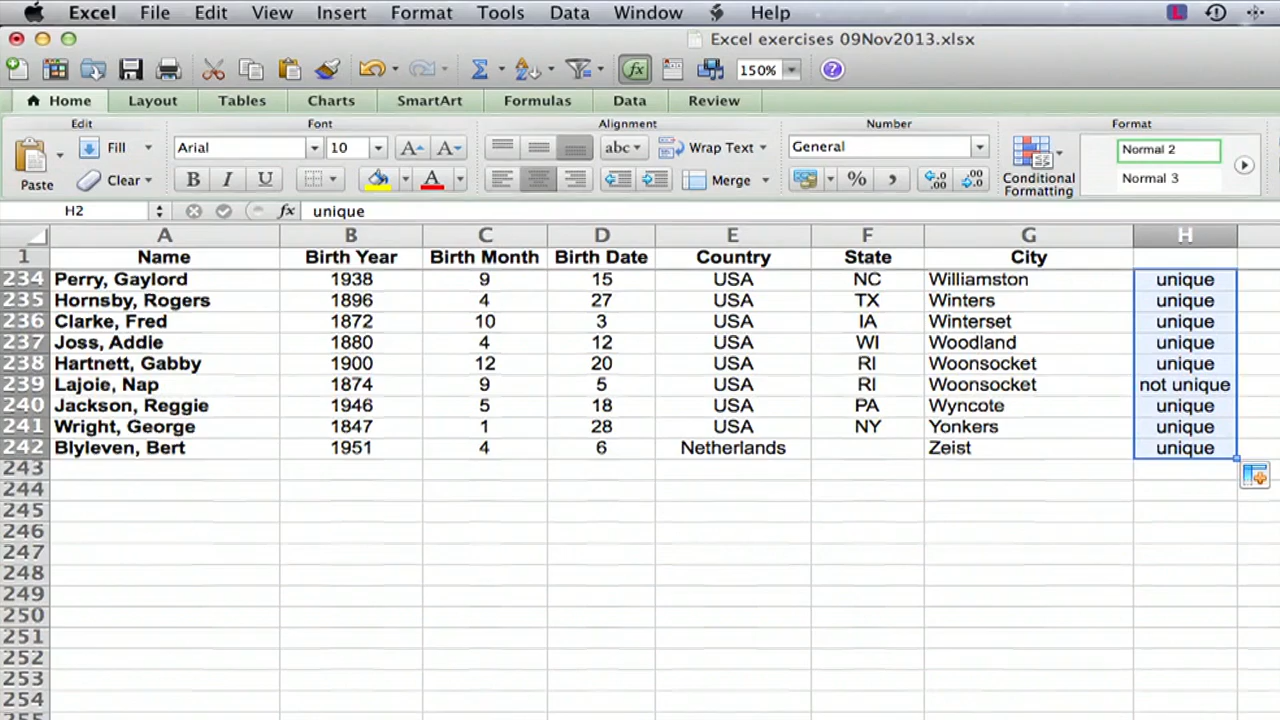 Excel File Edit View Insert Format Tools Data Window Help
Excel exercises 09Nov2013.xlsx
150%
Home Layout Tables Charts SmartArt Formulas Data Review
Edit Font Alignment Number Format
Fill Arial 10 A A abc Wrap Text General Normal 2
Paste Clear B I U A Merge % , .0 .00 .00 .0 Conditional Formatting Normal 3
H2 fx unique
A B C D E F G H
1 Name Birth Year Birth Month Birth Date Country State City
234 Perry, Gaylord 1938 9 15 USA NC Williamston unique
235 Hornsby, Rogers 1896 4 27 USA TX Winters unique
236 Clarke, Fred 1872 10 3 USA IA Winterset unique
237 Joss, Addie 1880 4 12 USA WI Woodland unique
238 Hartnett, Gabby 1900 12 20 USA RI Woonsocket unique
239 Lajoie, Nap 1874 9 5 USA RI Woonsocket not unique
240 Jackson, Reggie 1946 5 18 USA PA Wyncote unique
241 Wright, George 1847 1 28 USA NY Yonkers unique
242 Blyleven, Bert 1951 4 6 Netherlands Zeist unique
243
244
245
246
247
248
249
250
251
252
253
254